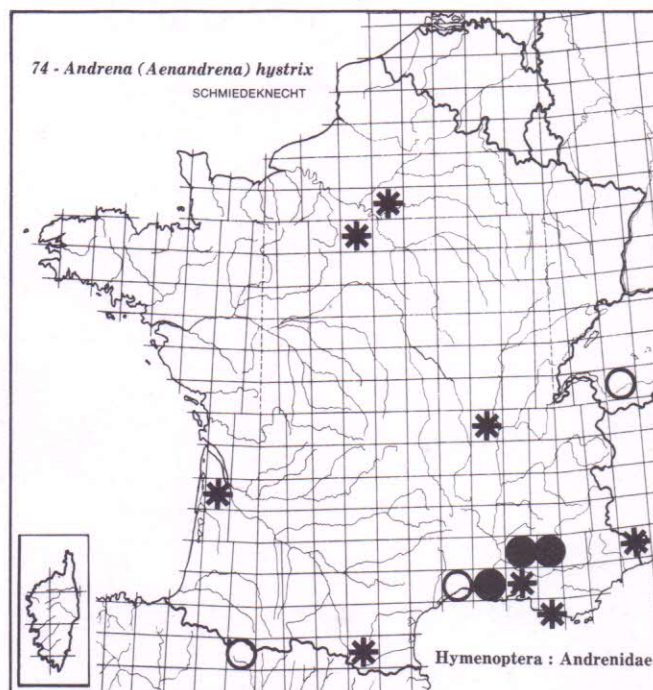 74 - Andrena (Aenandrena) hystrix
SCHMIEDEKNECHT
Hymenoptera : Andrenidae